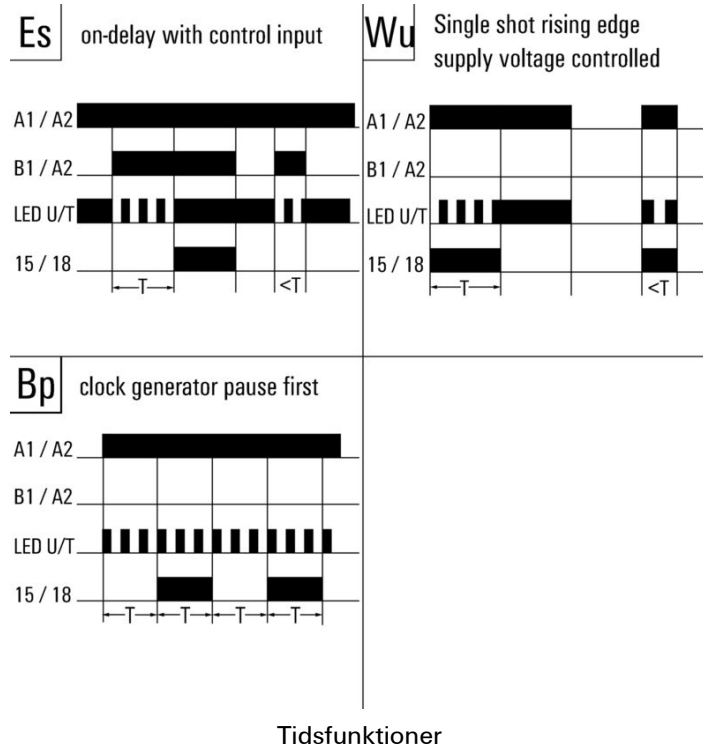 Es
on-delay with control input
A1 / A2
B1 / A2
LED U/T
15 / 18
T
<T
Wu
Single shot rising edge
supply voltage controlled
A1 / A2
B1 / A2
LED U/T
15 / 18
T
<T
Bp
clock generator pause first
A1 / A2
B1 / A2
LED U/T
15 / 18
T T T T
Tidsfunktioner